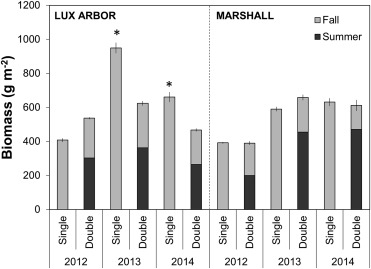 1200
1000
800
600
400
200
0
Biomass (g m-2)
LUX ARBOR
MARSHALL
Fall
Summer
*
*
Single
Double
Single
Double
Single
Double
Single
Double
Single
Double
Single
Double
2012
2013
2014
2012
2013
2014